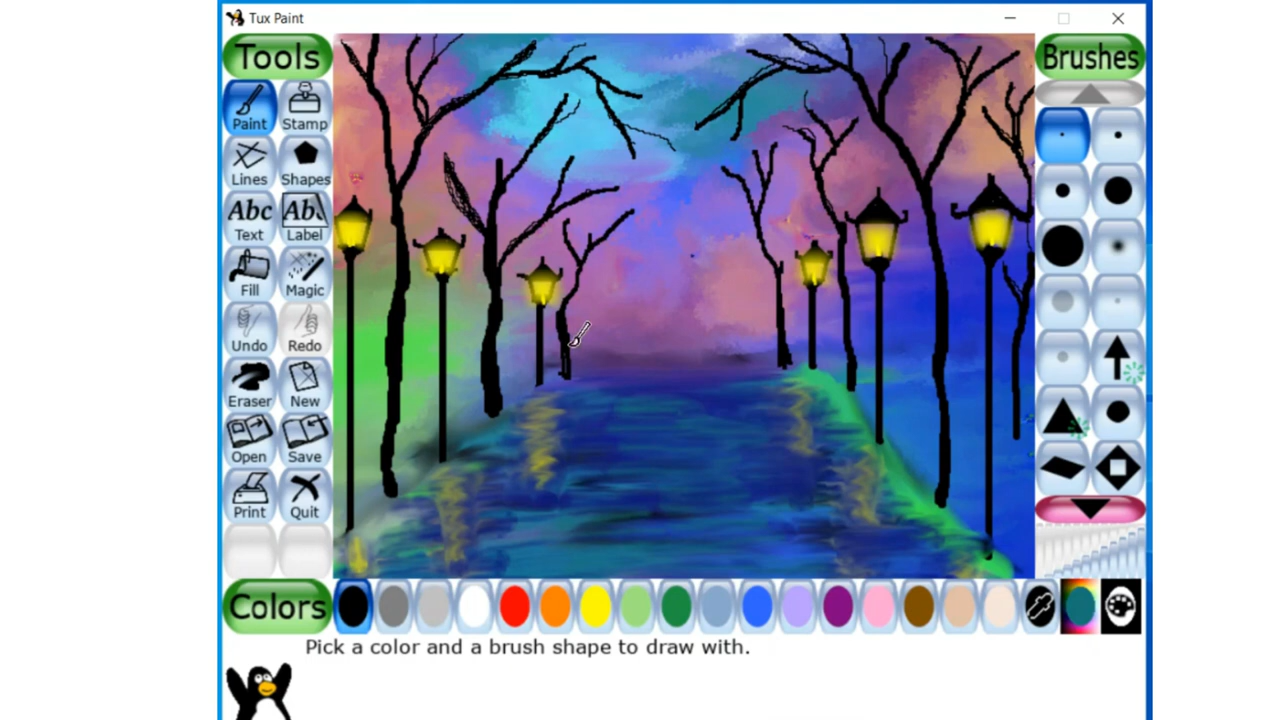 Tux Paint
Tools
Brushes
Paint
Stamp
Lines
Shapes
Abc
Text
Abc
Label
Fill
Magic
Undo
Redo
Eraser
New
Open
Save
Print
Quit
Colors
Pick a color and a brush shape to draw with.